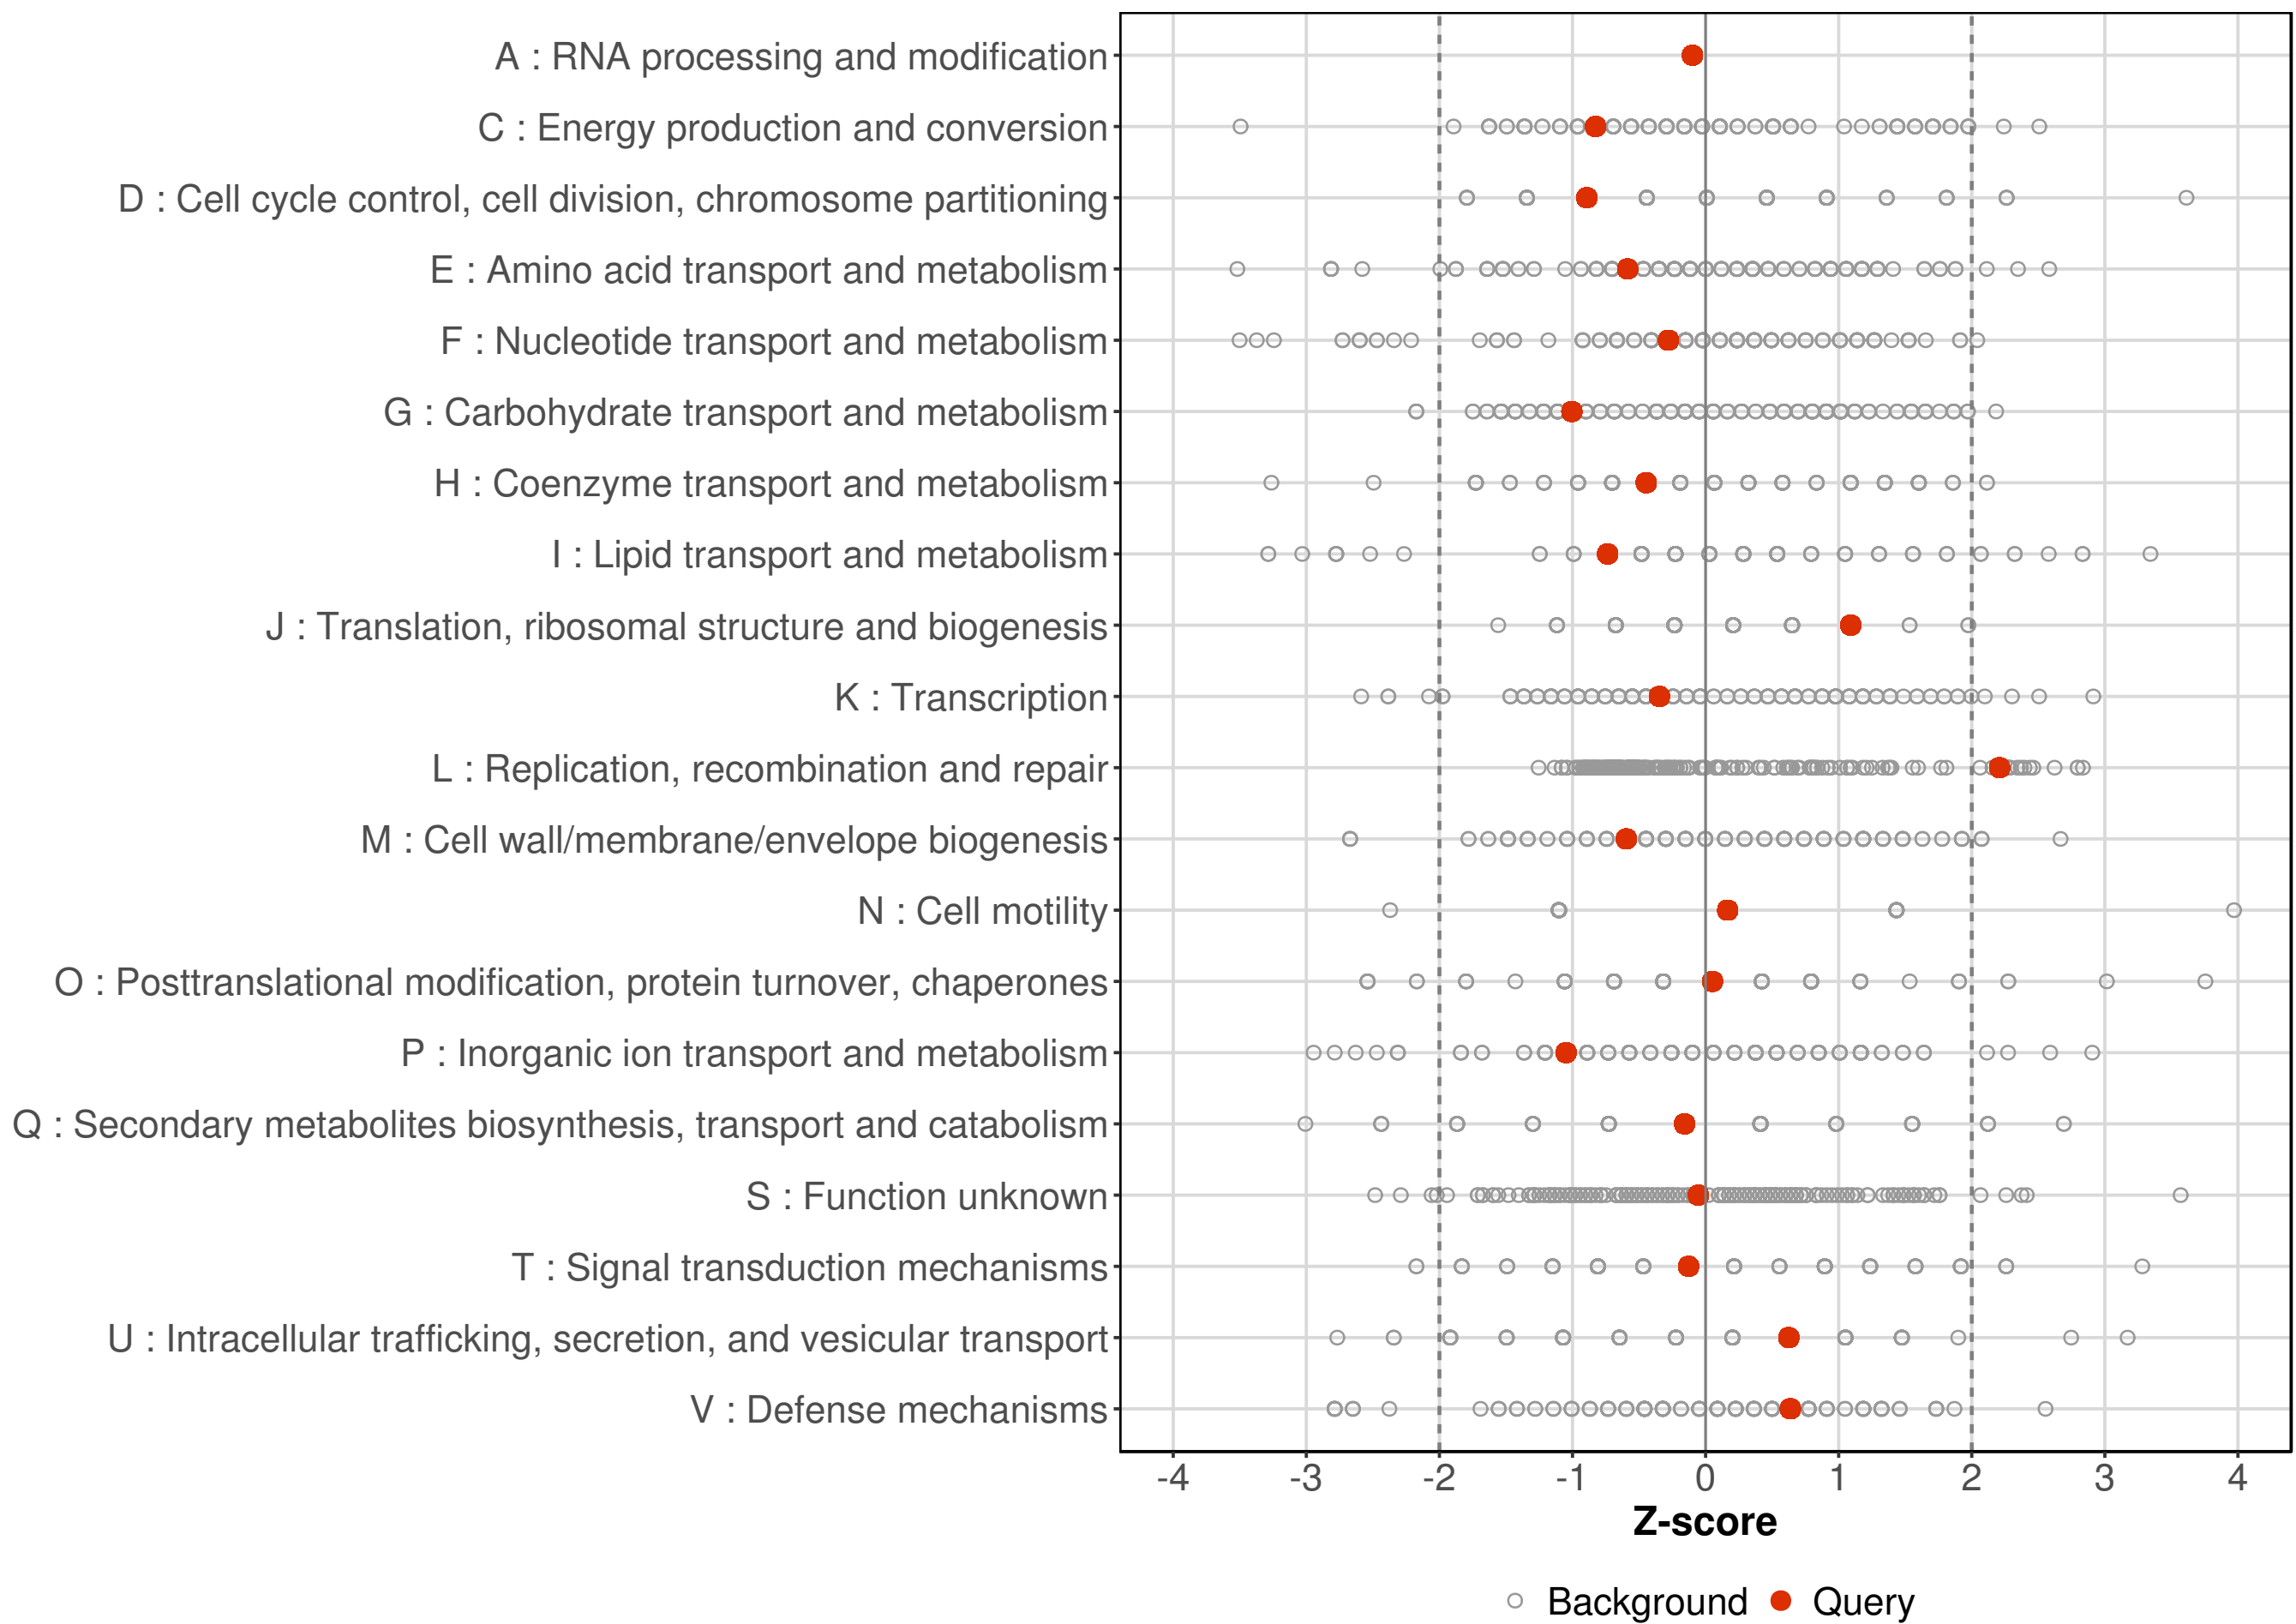 A : RNA processing and modification
C : Energy production and conversion
D : Cell cycle control, cell division, chromosome partitioning
E : Amino acid transport and metabolism
F : Nucleotide transport and metabolism
G : Carbohydrate transport and metabolism
H : Coenzyme transport and metabolism
I : Lipid transport and metabolism
J : Translation, ribosomal structure and biogenesis
K : Transcription
L : Replication, recombination and repair
M : Cell wall/membrane/envelope biogenesis
N : Cell motility
O : Posttranslational modification, protein turnover, chaperones
P : Inorganic ion transport and metabolism
Q : Secondary metabolites biosynthesis, transport and catabolism
S : Function unknown
T : Signal transduction mechanisms
U : Intracellular trafficking, secretion, and vesicular transport
V : Defense mechanisms
-4 -3 -2 -1 0 1 2 3 4
Z-score
Background Query